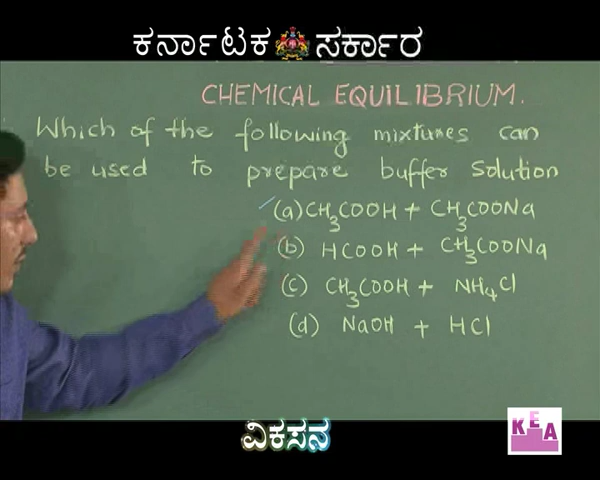 ಕರ್ನಾಟಕ ಸರ್ಕಾರ
CHEMICAL EQUILIBRIUM.
Which of the following mixtures can
be used to prepare buffer solution
(a) CH₃COOH + CH₃COONa
(b) HCOOH + CH₃COONa
(c) CH₃COOH + NH₄Cl
(d) NaOH + HCl
ವಿಕಸನ
KEA